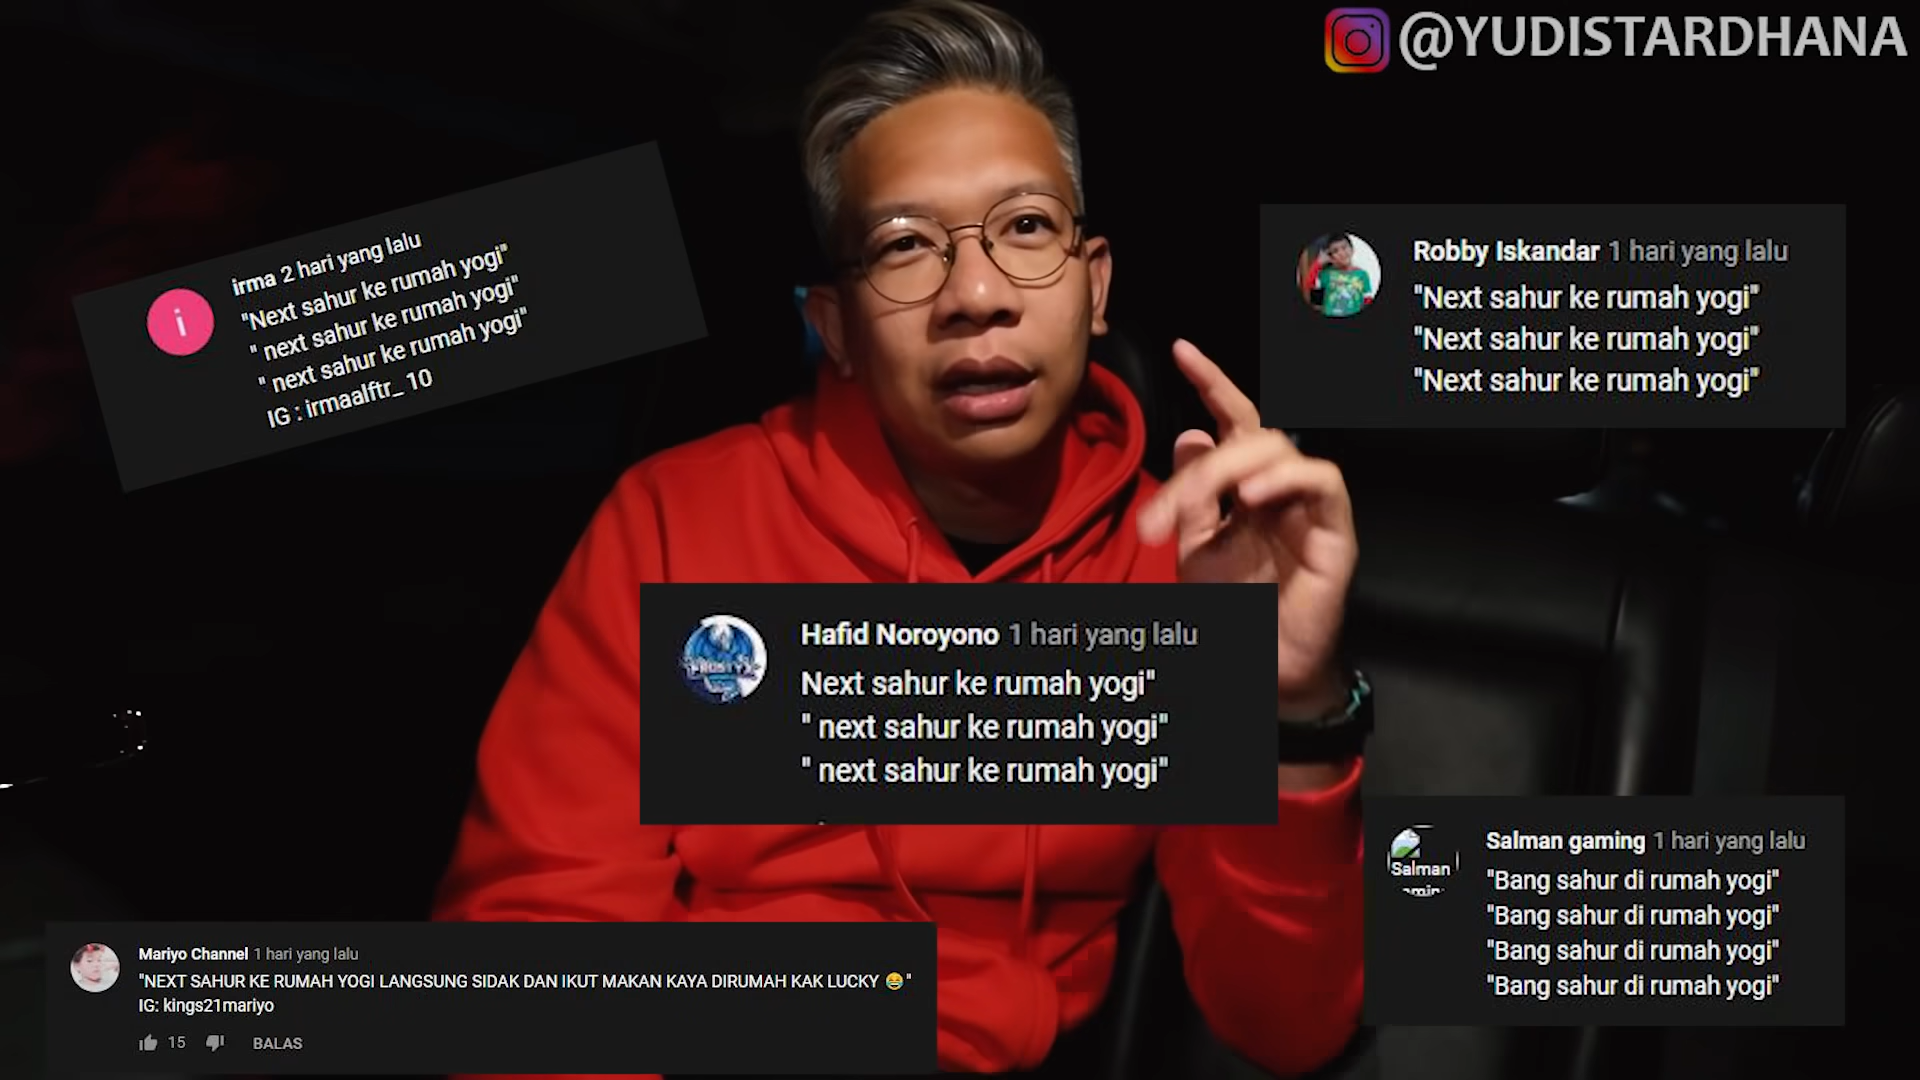 @YUDISTARDHANA
irma 2 hari yang lalu
"Next sahur ke rumah yogi"
" next sahur ke rumah yogi"
" next sahur ke rumah yogi"
IG : irmaalftr_ 10
i
Robby Iskandar 1 hari yang lalu
"Next sahur ke rumah yogi"
"Next sahur ke rumah yogi"
"Next sahur ke rumah yogi"
Hafid Noroyono 1 hari yang lalu
Next sahur ke rumah yogi"
" next sahur ke rumah yogi"
" next sahur ke rumah yogi"
Salman gaming 1 hari yang lalu
Salman
"Bang sahur di rumah yogi"
"Bang sahur di rumah yogi"
"Bang sahur di rumah yogi"
"Bang sahur di rumah yogi"
Mariyo Channel 1 hari yang lalu
"NEXT SAHUR KE RUMAH YOGI LANGSUNG SIDAK DAN IKUT MAKAN KAYA DIRUMAH KAK LUCKY 😂"
IG: kings21mariyo
15 BALAS